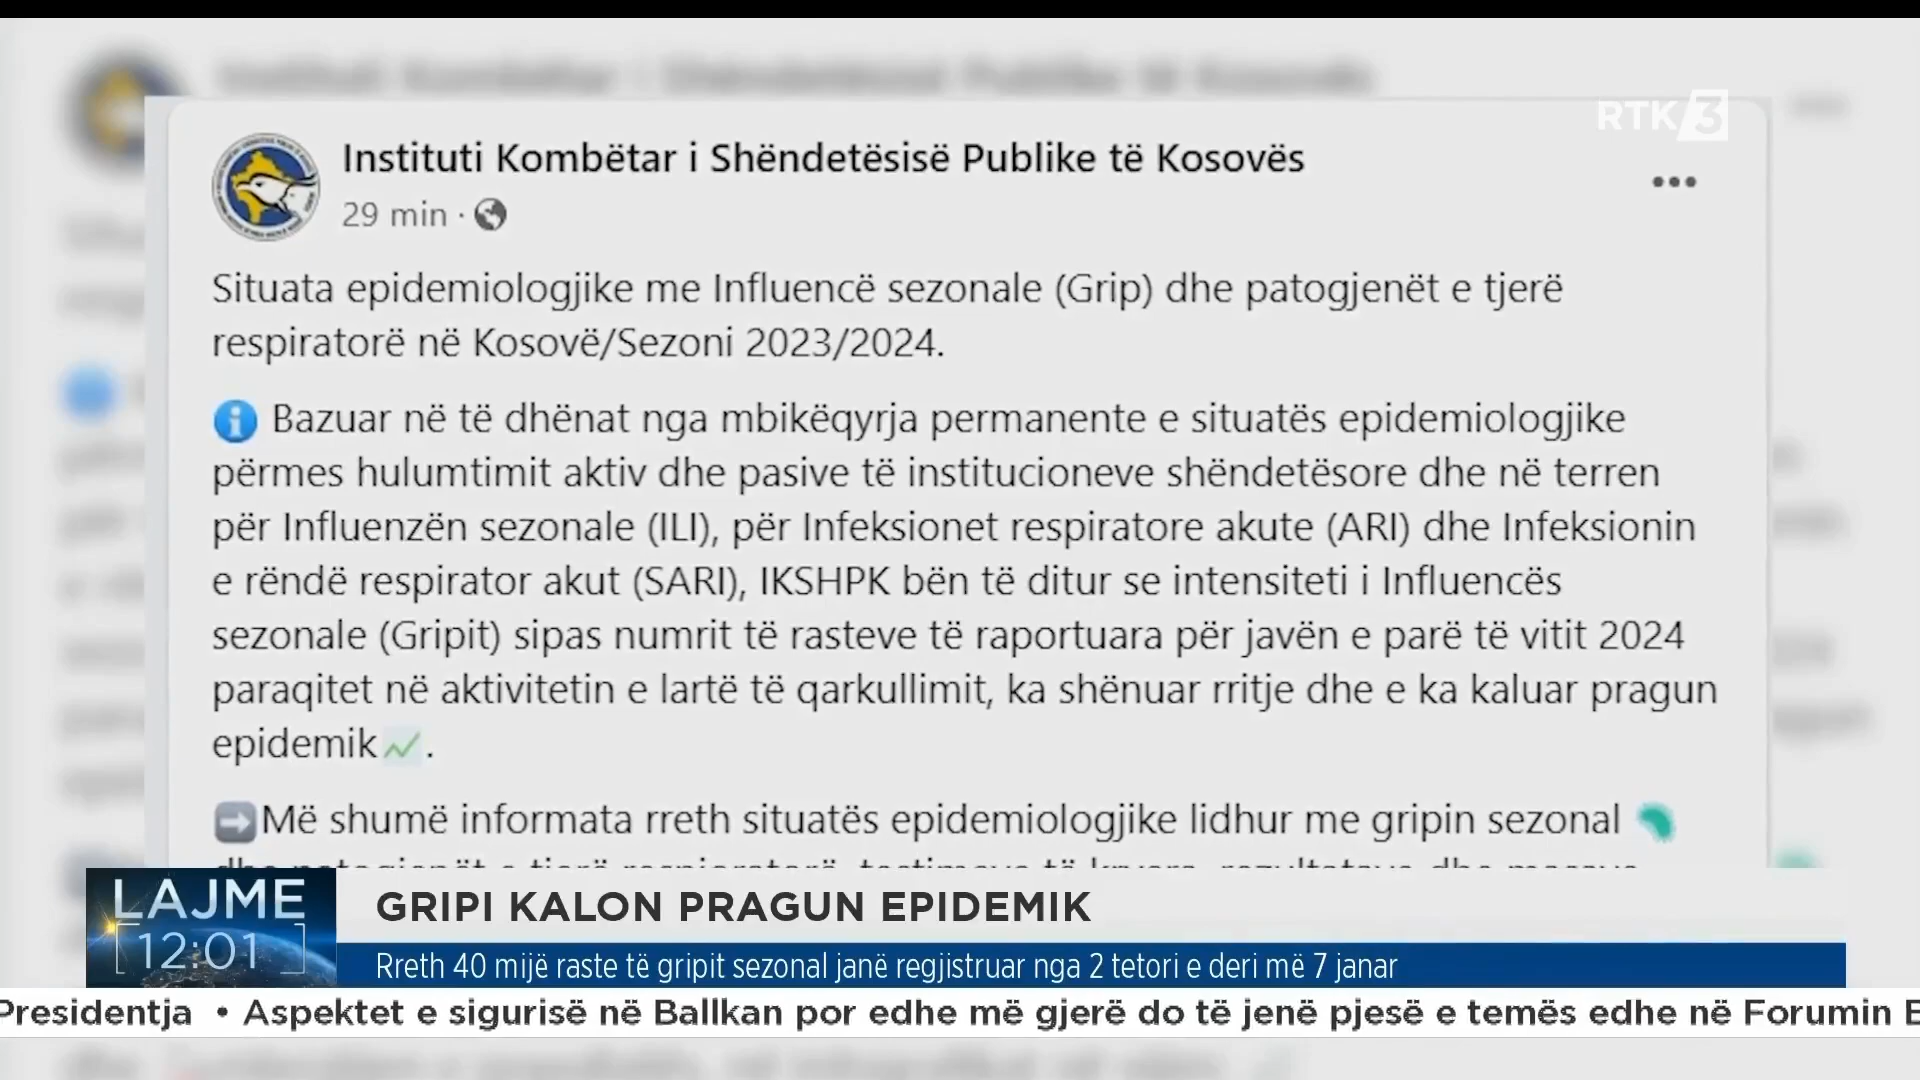 RTK 3
Instituti Kombëtar i Shëndetësisë Publike të Kosovës
29 min ·
Situata epidemiologjike me Influencë sezonale (Grip) dhe patogjenët e tjerë
respiratorë në Kosovë/Sezoni 2023/2024.
Bazuar në të dhënat nga mbikëqyrja permanente e situatës epidemiologjike
përmes hulumtimit aktiv dhe pasive të institucioneve shëndetësore dhe në terren
për Influenzën sezonale (ILI), për Infeksionet respiratore akute (ARI) dhe Infeksionin
e rëndë respirator akut (SARI), IKSHPK bën të ditur se intensiteti i Influencës
sezonale (Gripit) sipas numrit të rasteve të raportuara për javën e parë të vitit 2024
paraqitet në aktivitetin e lartë të qarkullimit, ka shënuar rritje dhe e ka kaluar pragun
epidemik.
Më shumë informata rreth situatës epidemiologjike lidhur me gripin sezonal
LAJME
12:01
GRIPI KALON PRAGUN EPIDEMIK
Rreth 40 mijë raste të gripit sezonal janë regjistruar nga 2 tetori e deri më 7 janar
Presidentja • Aspektet e sigurisë në Ballkan por edhe më gjerë do të jenë pjesë e temës edhe në Forumin